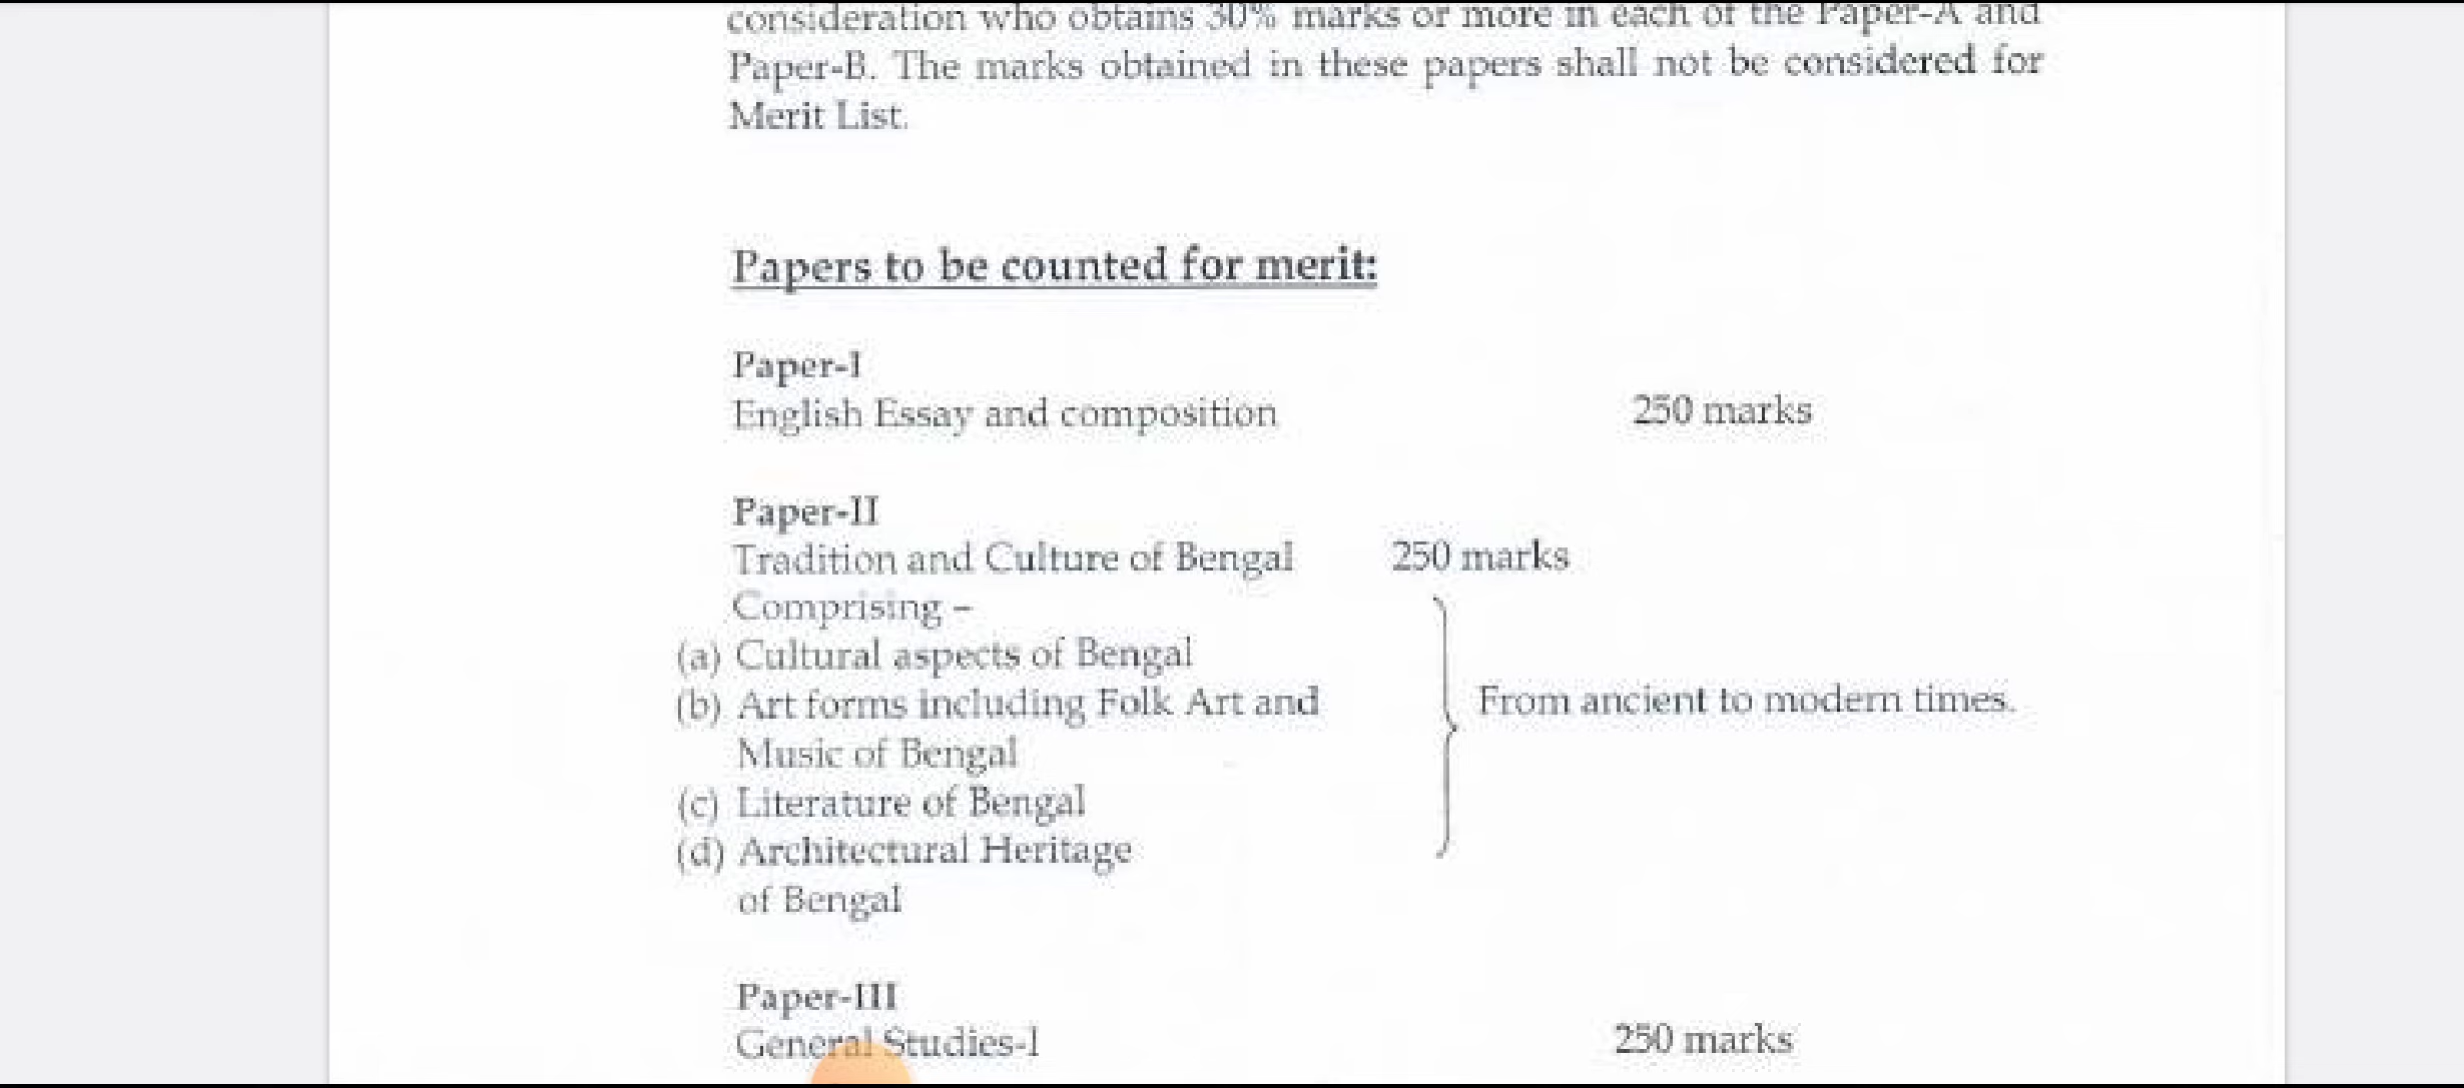 consideration who obtains 30% marks or more in each of the Paper-A and
Paper-B. The marks obtained in these papers shall not be considered for
Merit List.
Papers to be counted for merit:
Paper-I
English Essay and composition 250 marks
Paper-II
Tradition and Culture of Bengal 250 marks
Comprising –
(a) Cultural aspects of Bengal
(b) Art forms including Folk Art and
Music of Bengal
From ancient to modern times.
(c) Literature of Bengal
(d) Architectural Heritage
of Bengal
Paper-III
General Studies-I 250 marks